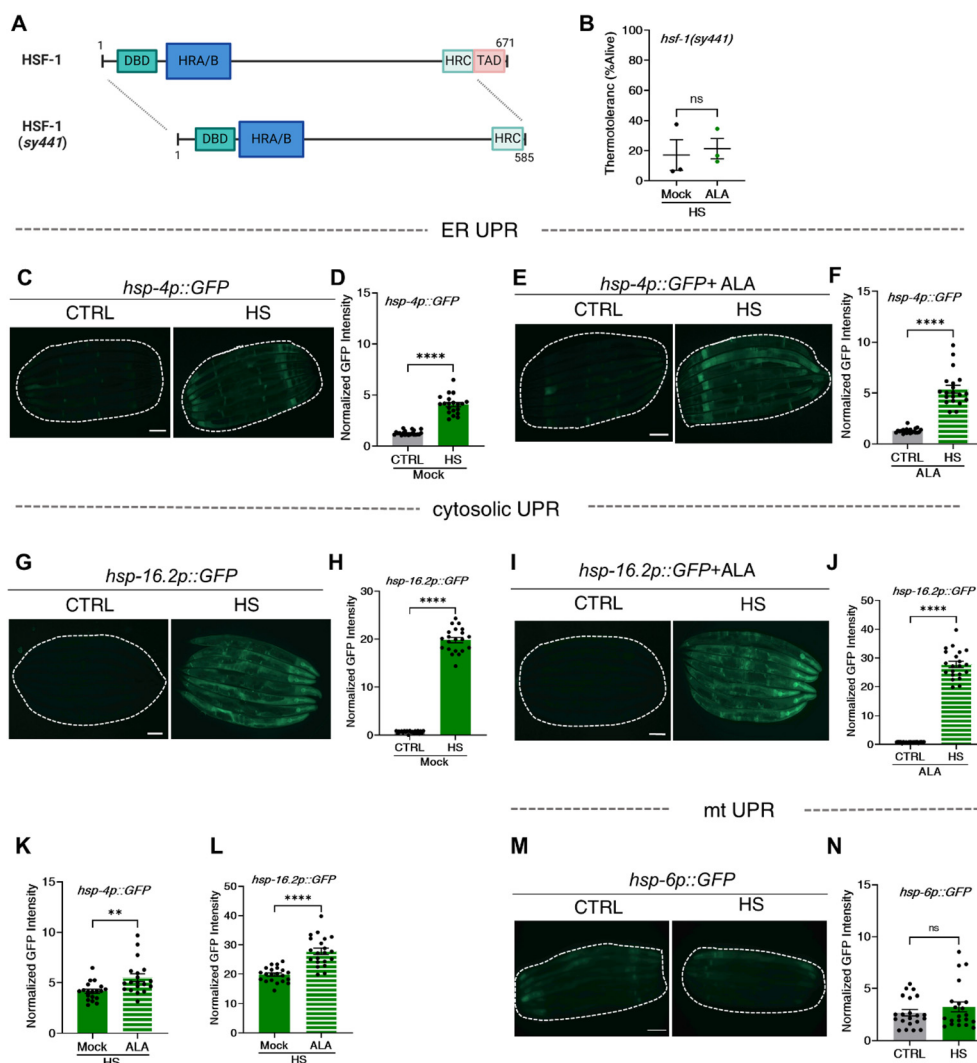 A
HSF-1
1
DBD
HRA/B
HRC
TAD
671
HSF-1
(sy441)
1
DBD
HRA/B
HRC
585
B
hsf-1(sy441)
Thermotoleranc (%Alive)
100
80
60
40
20
0
ns
Mock
ALA
HS
ER UPR
C
hsp-4p::GFP
CTRL
HS
D
hsp-4p::GFP
Normalized GFP Intensity
15
10
5
0
****
CTRL
HS
Mock
E
hsp-4p::GFP+ ALA
CTRL
HS
F
hsp-4p::GFP
Normalized GFP Intensity
15
10
5
0
****
CTRL
HS
ALA
cytosolic UPR
G
hsp-16.2p::GFP
CTRL
HS
H
hsp-16.2p::GFP
Normalized GFP Intensity
30
20
10
0
****
CTRL
HS
Mock
I
hsp-16.2p::GFP+ALA
CTRL
HS
J
hsp-16.2p::GFP
Normalized GFP Intensity
50
40
30
20
10
0
****
CTRL
HS
ALA
mt UPR
K
hsp-4p::GFP
Normalized GFP Intensity
15
10
5
0
**
Mock
ALA
HS
L
hsp-16.2p::GFP
Normalized GFP Intensity
50
40
30
20
10
0
****
Mock
ALA
HS
M
hsp-6p::GFP
CTRL
HS
N
hsp-6p::GFP
Normalized GFP Intensity
15
10
5
0
ns
CTRL
HS